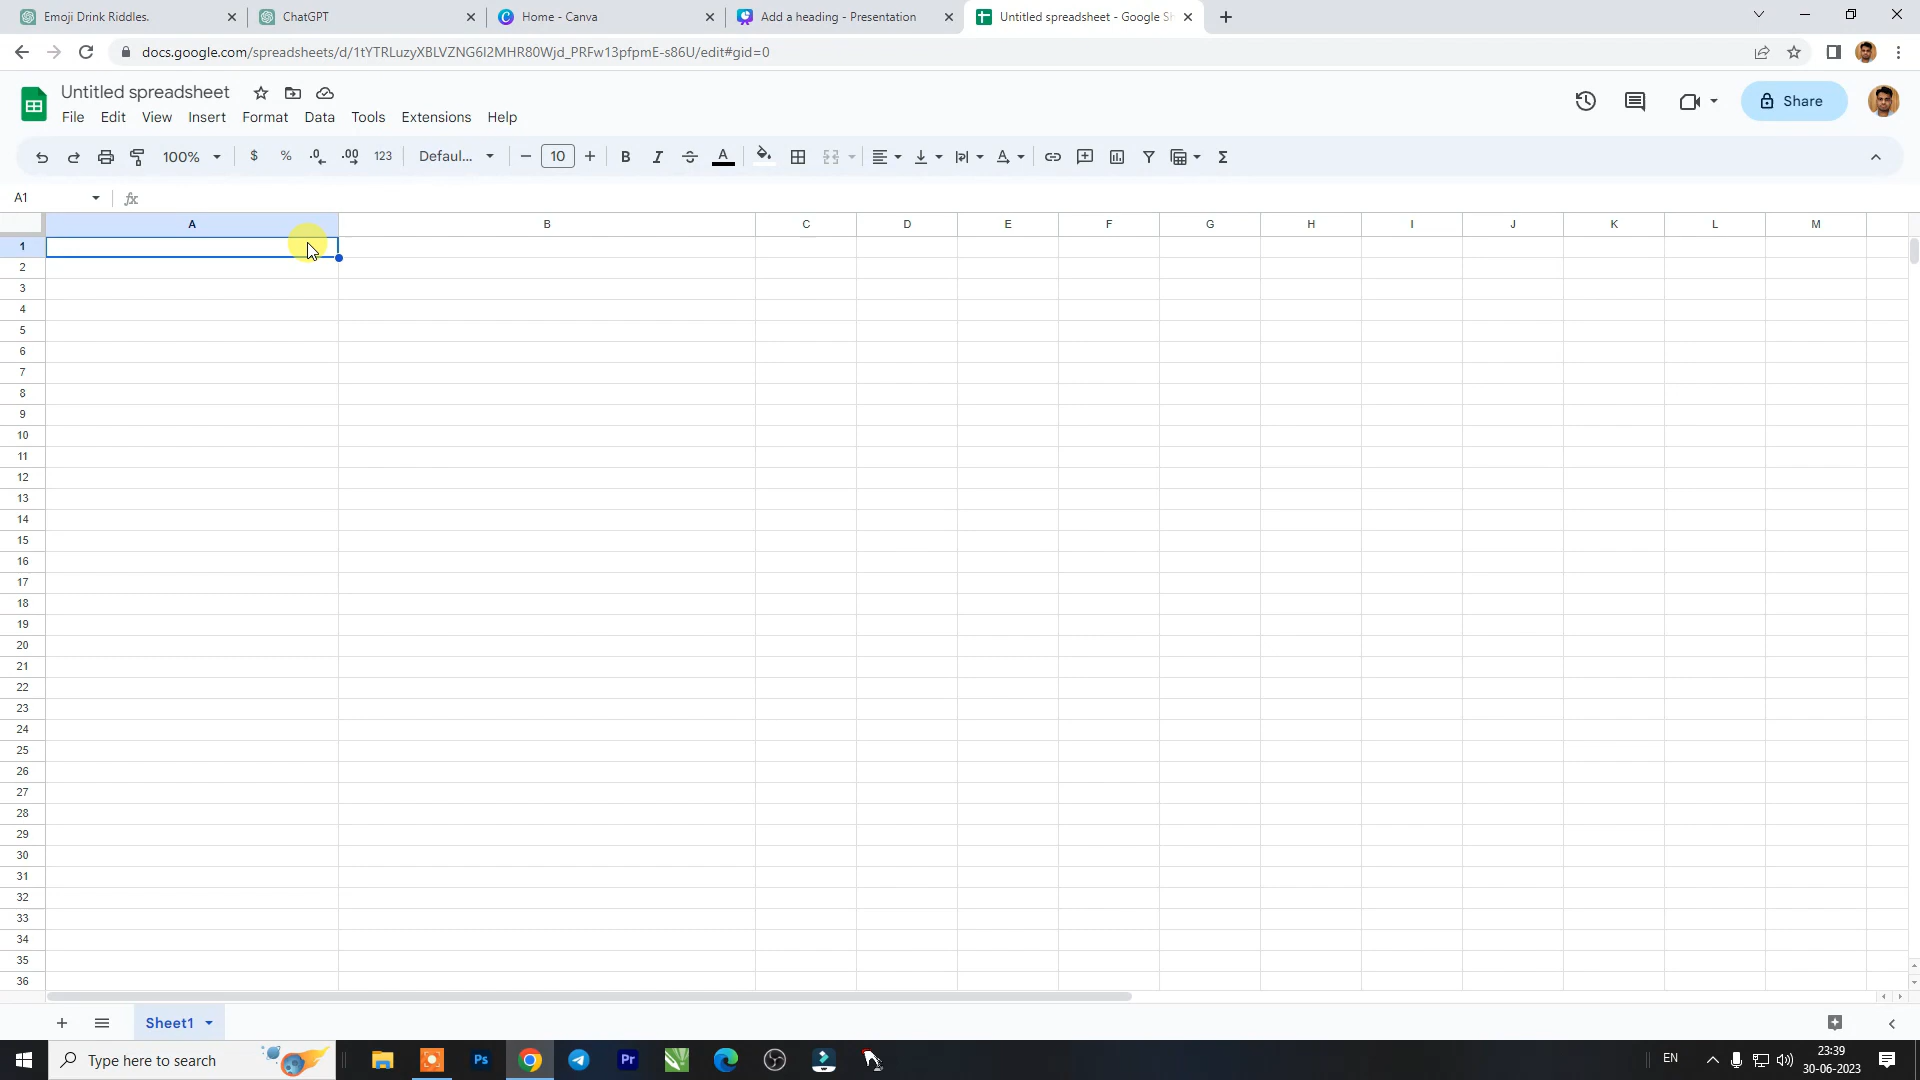 Emoji Drink Riddles.
ChatGPT
Home - Canva
Add a heading - Presentation
Untitled spreadsheet - Google Sh
docs.google.com/spreadsheets/d/1tYTRLuzyXBLVZNG6I2MHR80Wjd_PRFw13pfpmE-s86U/edit#gid=0
Untitled spreadsheet
File Edit View Insert Format Data Tools Extensions Help
Share
100% $ % .0 .00 123 Defaul... 10 B I A Σ
A1 fx
A B C D E F G H I J K L M
1
2
3
4
5
6
7
8
9
10
11
12
13
14
15
16
17
18
19
20
21
22
23
24
25
26
27
28
29
30
31
32
33
34
35
36
Sheet1
Type here to search
Ps
Pr
EN
23:39
30-06-2023